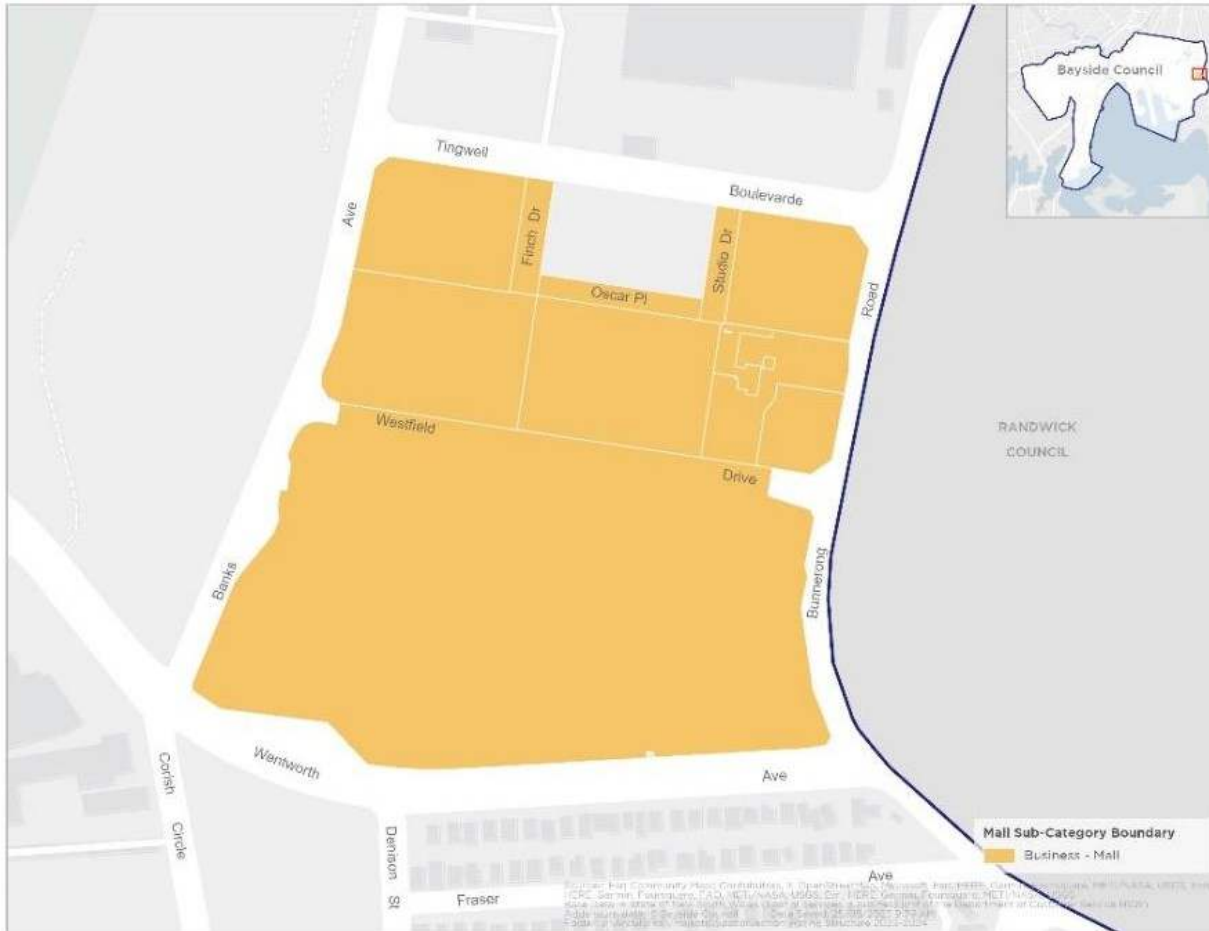 Bayside Council
Tingwell
Boulevarde
Ave
Finch Dr
Studio Dr
Oscar Pl
Road
Westfield
Drive
RANDWICK
COUNCIL
Banks
Bunnerong
Wentworth
Ave
Corish
Circle
Denison St
Mall Sub-Category Boundary
Business - Mall
Ave
Fraser